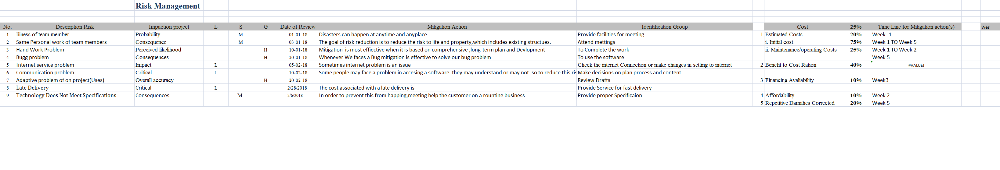 Risk Management
No. Description Risk Impaction project L S G Date of Review Mitigation Action Identification Group Cost 25% Time Line for Mitigation action(s) Wes
1 Iiiness of team member Probability M 01-01-18 Disasters can happen at anytime and anyplace Provide facilities for meeting 1 Estimated Costs 20% Week -1
2 Same Personal work of team members Consequence M 03-01-18 The goal of risk reduction is to reduce the risk to life and property,which includes existing structues. Attend mettings i. Initial cost 75% Week 1 TO Week 5
3 Hand Work Problem Perceived likelihood H 10-01-18 Mitigation is most effiective when it is based on comprehensive ,long-term plan and Devlopment To Complete the work ii. Maintenance/operating Costs 25% Week 1 TO Week 2
4 Bugg problem Consequences H 20-01-18 Whenever We faces a Bug mitigation is effective to solve our bug problem To use the software Week 5
5 Internet service problem Impact L 05-02-18 Sometimes internet problem is an issue Check the internet Connection or make changes in setting to internet 2 Benefit to Cost Ration 40% #VALUE!
6 Communication problem Critical L 10-02-18 Some people may face a problem in accesing a software. they may understand or may not. so to reduce this ris Make decisions on plan process and content
7 Adaptive problem of on project(Uses) Overall accuracy H 20-02-18 Review Drafts 3 Financing Avaliability 10% Week3
8 Late Delivery Critical L 2/28/2018 The cost associated with a late delivery is Provide Service for fast delivery
9 Technology Does Not Meet Specifications Consequences M 3/6/2018 In order to prevent this from happing,meeting help the customer on a rountine business Provide proper Specificaion 4 Affordability 10% Week 2
5 Repetitive Damahes Corrected 20% Week 5